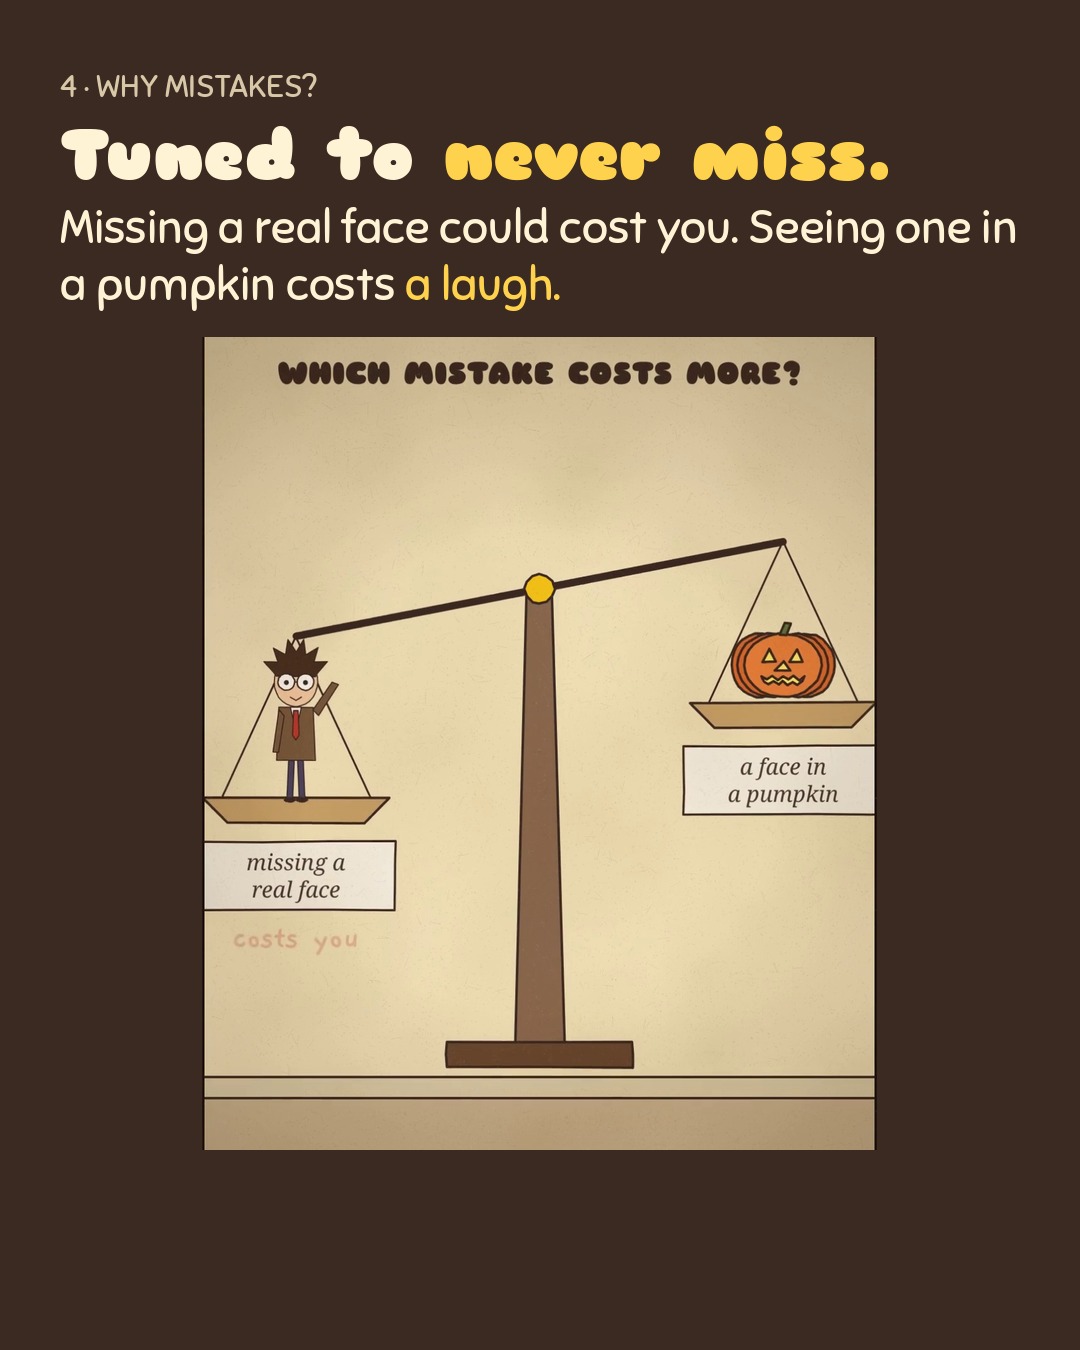 4 · WHY MISTAKES?
Tuned to never miss.
Missing a real face could cost you. Seeing one in
a pumpkin costs a laugh.
WHICH MISTAKE COSTS MORE?
a face in
a pumpkin
missing a
real face
costs you